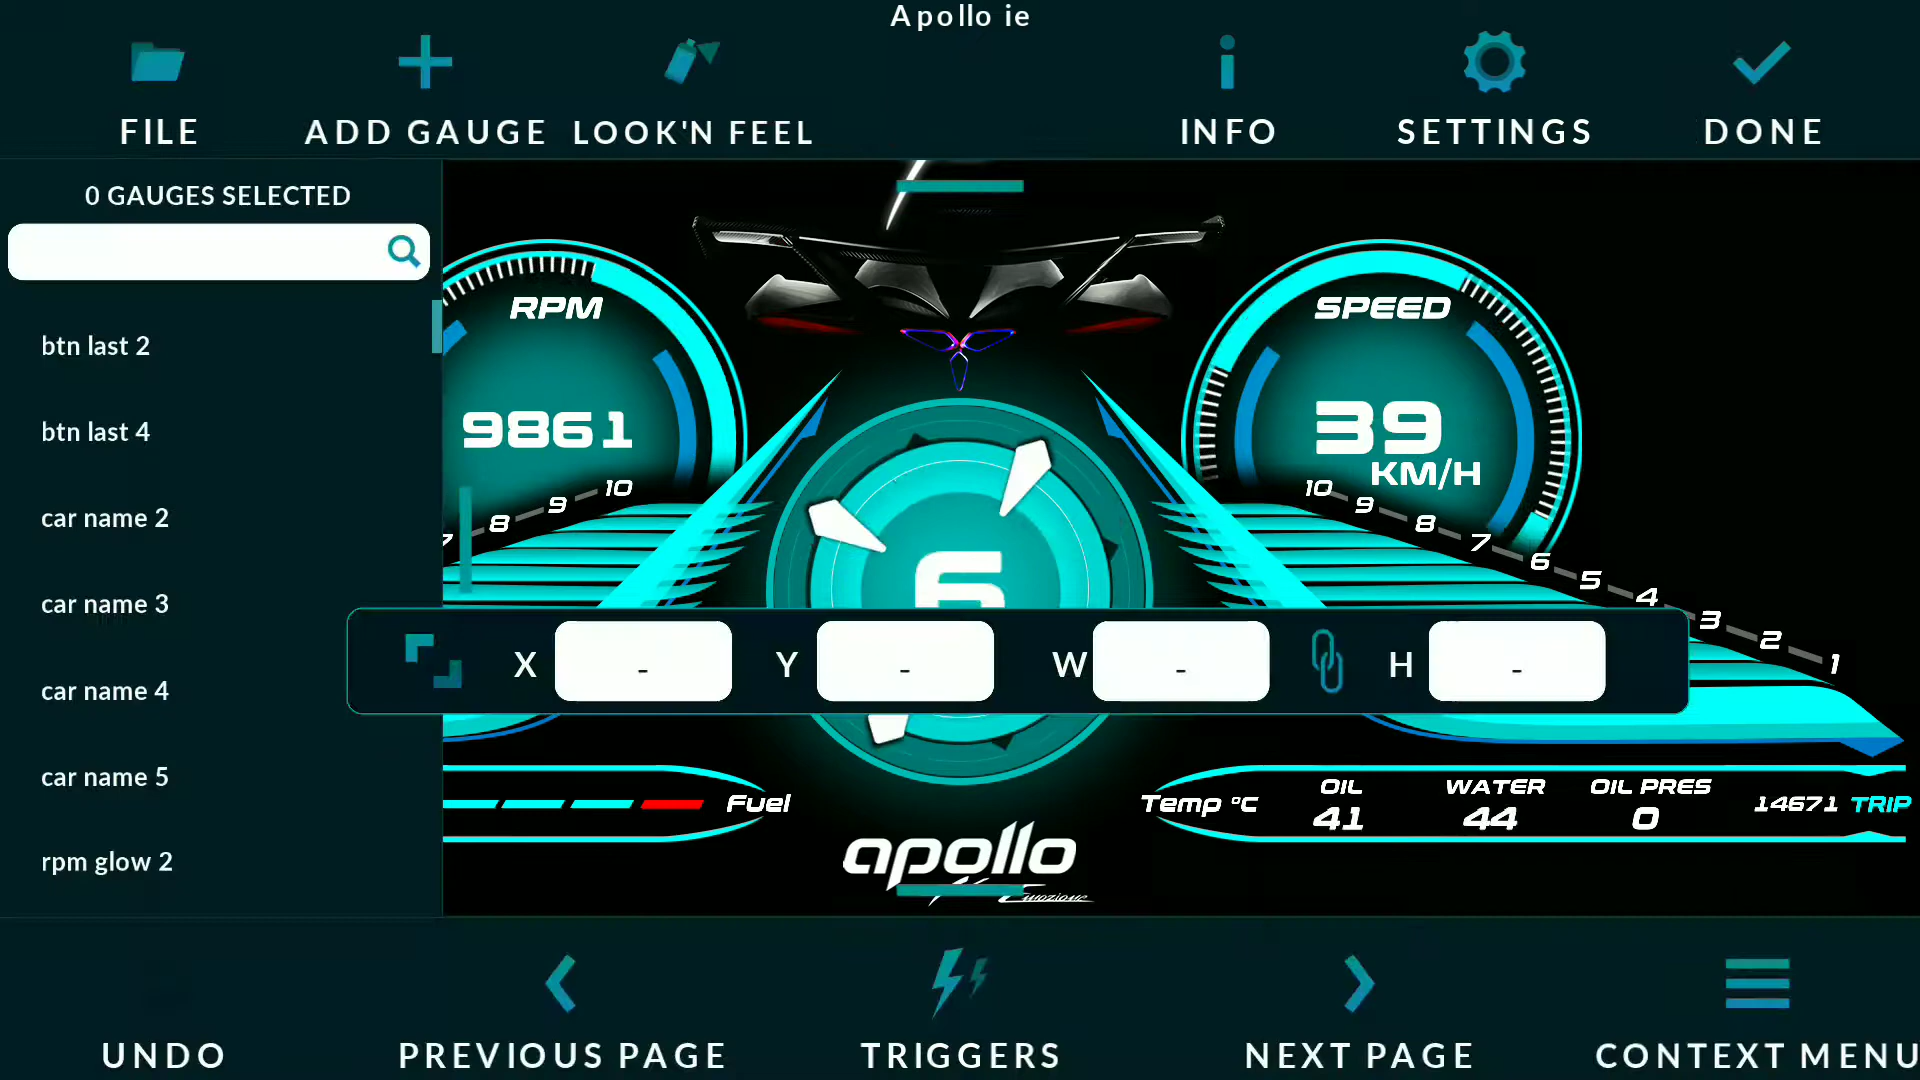 Apollo ie
FILE
ADD GAUGE
LOOK'N FEEL
INFO
SETTINGS
DONE
0 GAUGES SELECTED
btn last 2
btn last 4
car name 2
car name 3
car name 4
car name 5
rpm glow 2
RPM
9861
7 8 9 10
SPEED
39
KM/H
10 9 8 7 6 5 4 3 2 1
6
X - Y - W - H -
Fuel
Temp °C
OIL
41
WATER
44
OIL PRES
0
14671 TRIP
apollo
Emozione
UNDO
PREVIOUS PAGE
TRIGGERS
NEXT PAGE
CONTEXT MENU